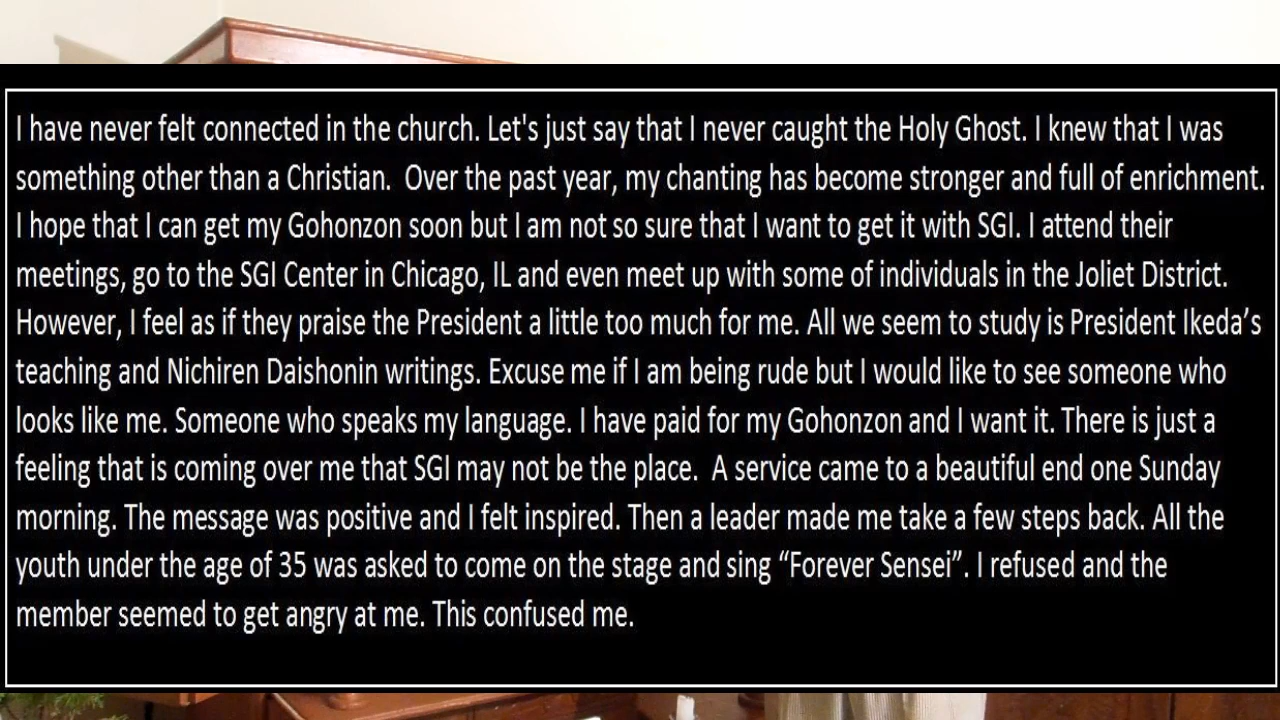 I have never felt connected in the church. Let's just say that I never caught the Holy Ghost. I knew that I was
something other than a Christian.  Over the past year, my chanting has become stronger and full of enrichment.
I hope that I can get my Gohonzon soon but I am not so sure that I want to get it with SGI. I attend their
meetings, go to the SGI Center in Chicago, IL and even meet up with some of individuals in the Joliet District.
However, I feel as if they praise the President a little too much for me. All we seem to study is President Ikeda’s
teaching and Nichiren Daishonin writings. Excuse me if I am being rude but I would like to see someone who
looks like me. Someone who speaks my language. I have paid for my Gohonzon and I want it. There is just a
feeling that is coming over me that SGI may not be the place.  A service came to a beautiful end one Sunday
morning. The message was positive and I felt inspired. Then a leader made me take a few steps back. All the
youth under the age of 35 was asked to come on the stage and sing “Forever Sensei”. I refused and the
member seemed to get angry at me. This confused me.